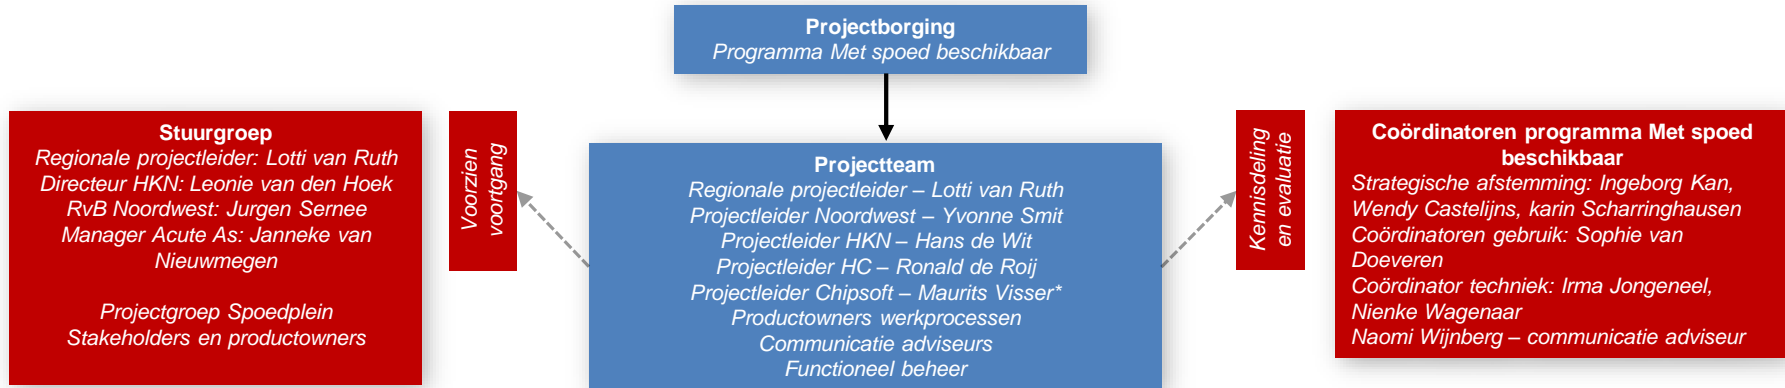 Projectborging
Programma Met spoed beschikbaar
Stuurgroep
Regionale projectleider: Lotti van Ruth
Directeur HKN: Leonie van den Hoek
RvB Noordwest: Jurgen Sernee
Manager Acute As: Janneke van
Nieuwmegen
Projectgroep Spoedplein
Stakeholders en productowners
Voorzien
voortgang
Projectteam
Regionale projectleider – Lotti van Ruth
Projectleider Noordwest – Yvonne Smit
Projectleider HKN – Hans de Wit
Projectleider HC – Ronald de Roij
Projectleider Chipsoft – Maurits Visser*
Productowners werkprocessen
Communicatie adviseurs
Functioneel beheer
Kennisdeling
en evaluatie
Coördinatoren programma Met spoed
beschikbaar
Strategische afstemming: Ingeborg Kan,
Wendy Castelijns, karin Scharringhausen
Coördinatoren gebruik: Sophie van
Doeveren
Coördinator techniek: Irma Jongeneel,
Nienke Wagenaar
Naomi Wijnberg – communicatie adviseur